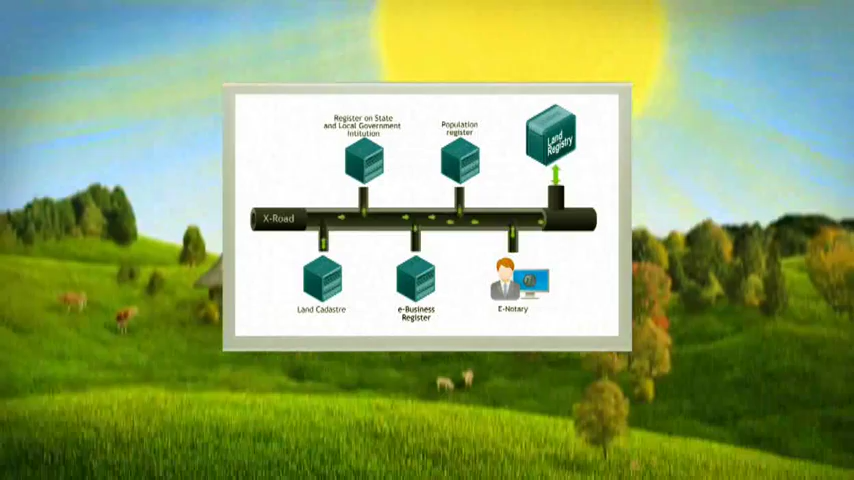 Register on State
and Local Government
Intitution
Population
register
Land
Registry
X-Road
Land Cadastre
e-Business
Register
E-Notary